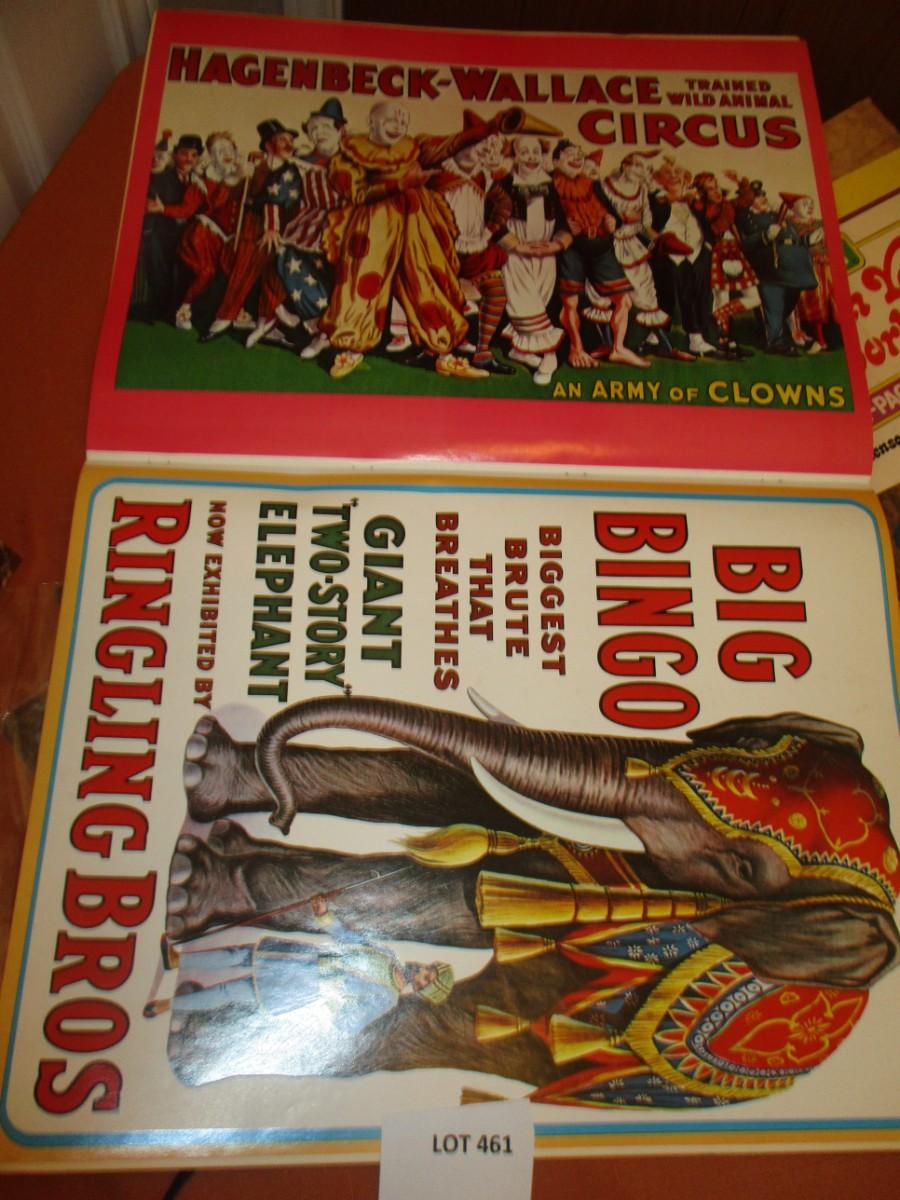 HAGENBECK-WALLACE TRAINED
WILD ANIMAL
CIRCUS
AN ARMY OF CLOWNS
BIG
BINGO
BIGGEST
BRUTE
THAT
BREATHES
GIANT
"TWO-STORY"
ELEPHANT
NOW EXHIBITED BY
RINGLING BROS
LOT 461